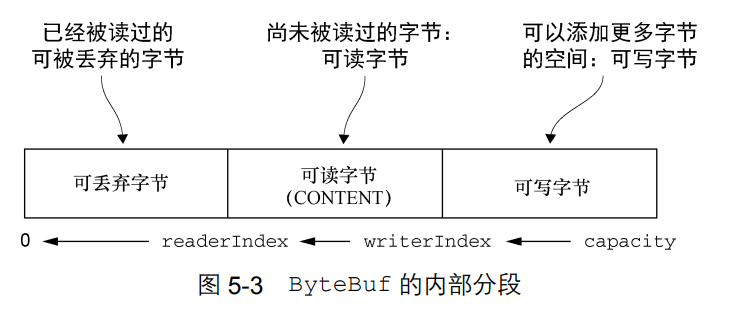 已经被读过的
可被丢弃的字节
尚未被读过的字节：
可读字节
可以添加更多字节
的空间：可写字节
可丢弃字节
可读字节
(CONTENT)
可写字节
0 readerIndex writerIndex capacity
图 5-3 ByteBuf 的内部分段